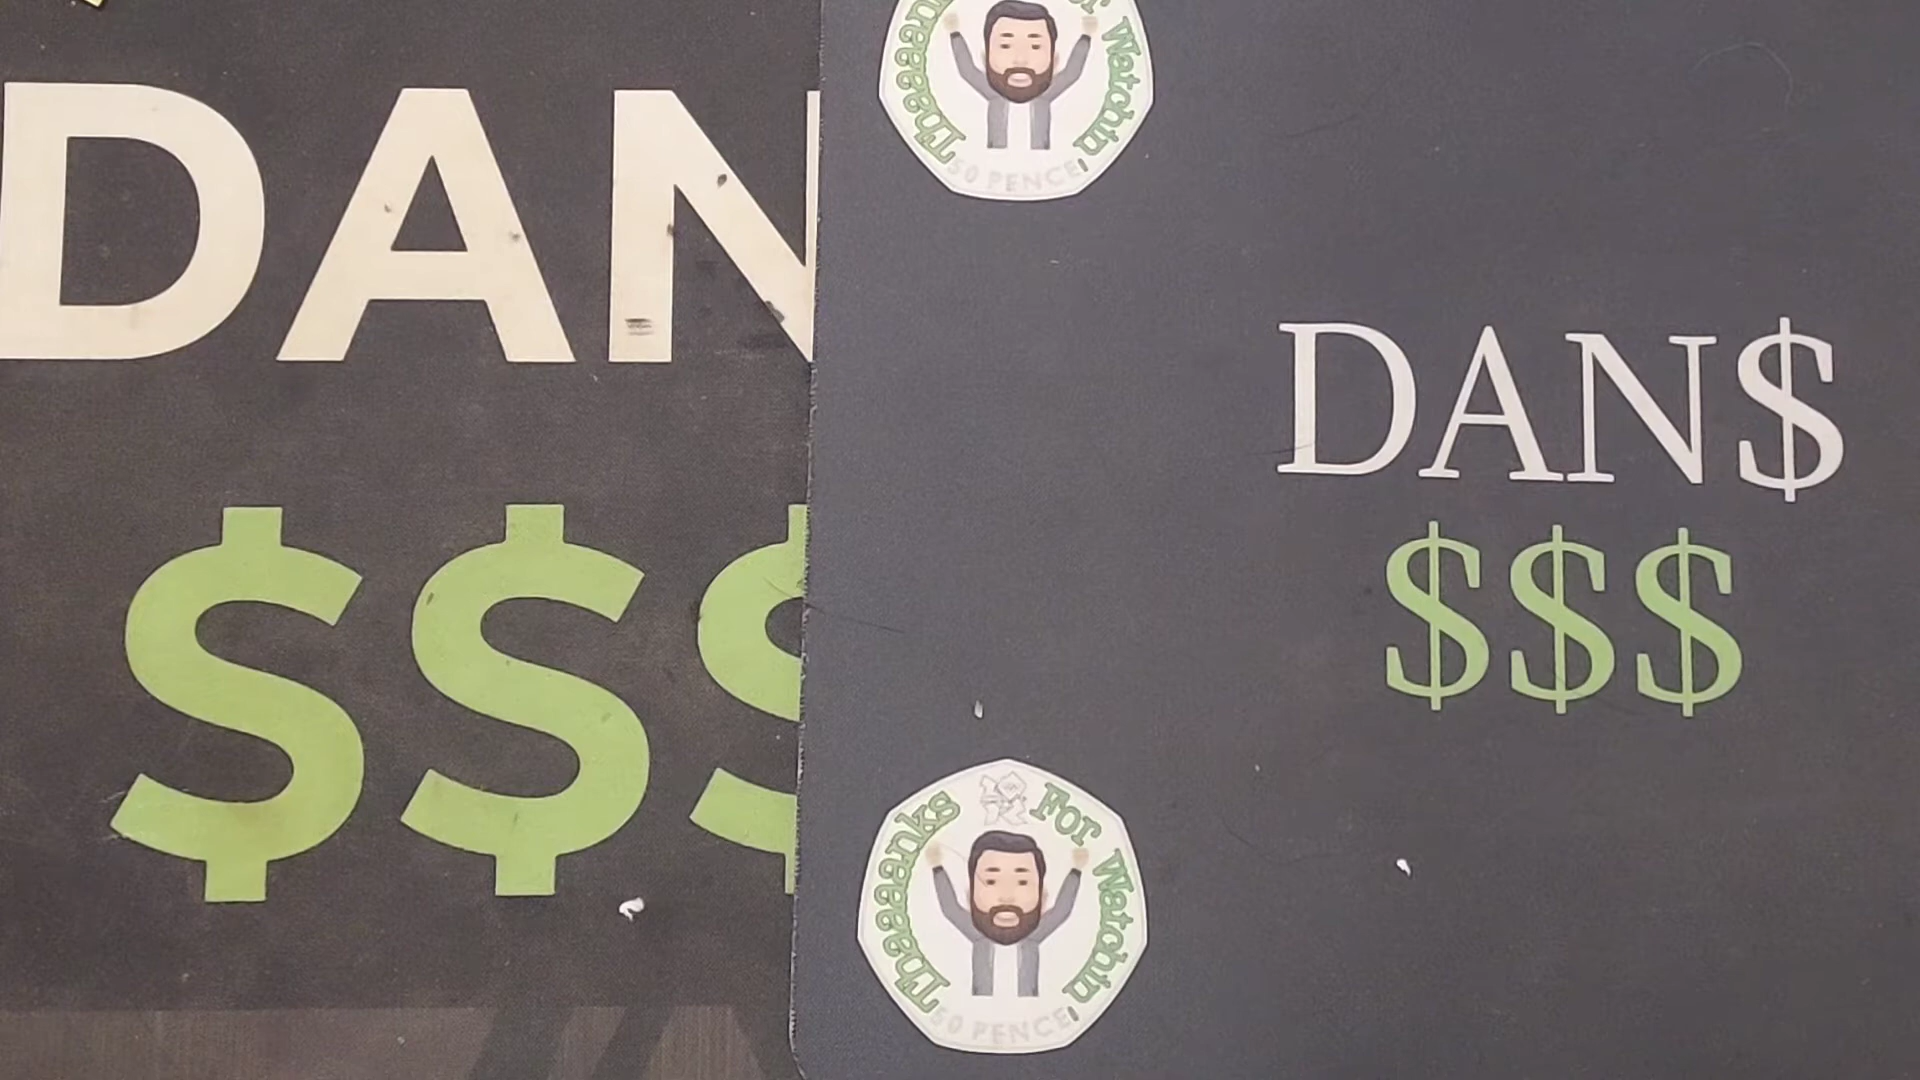 DAN
$$$
Thaaaanks For Watchin'
50 PENCE
DAN$
$$$
Thaaaanks For Watchin'
50 PENCE